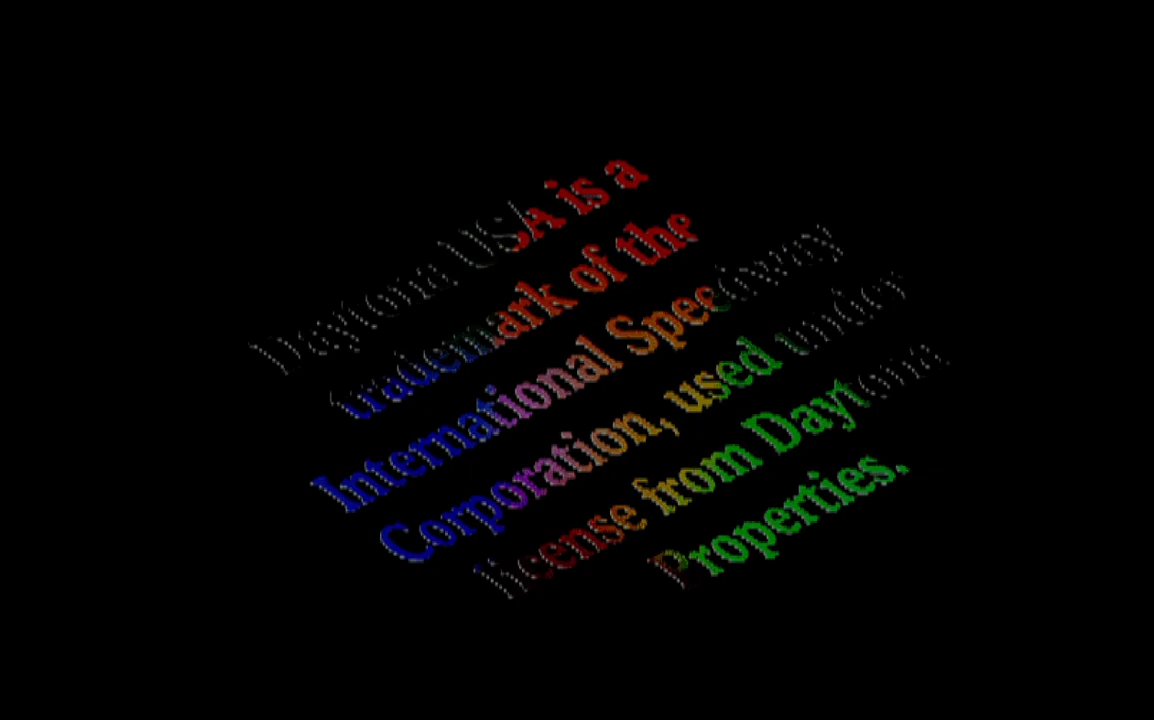 Daytona USA is a
trademark of the
International Speedway
Corporation, used under
license from Daytona
Properties.